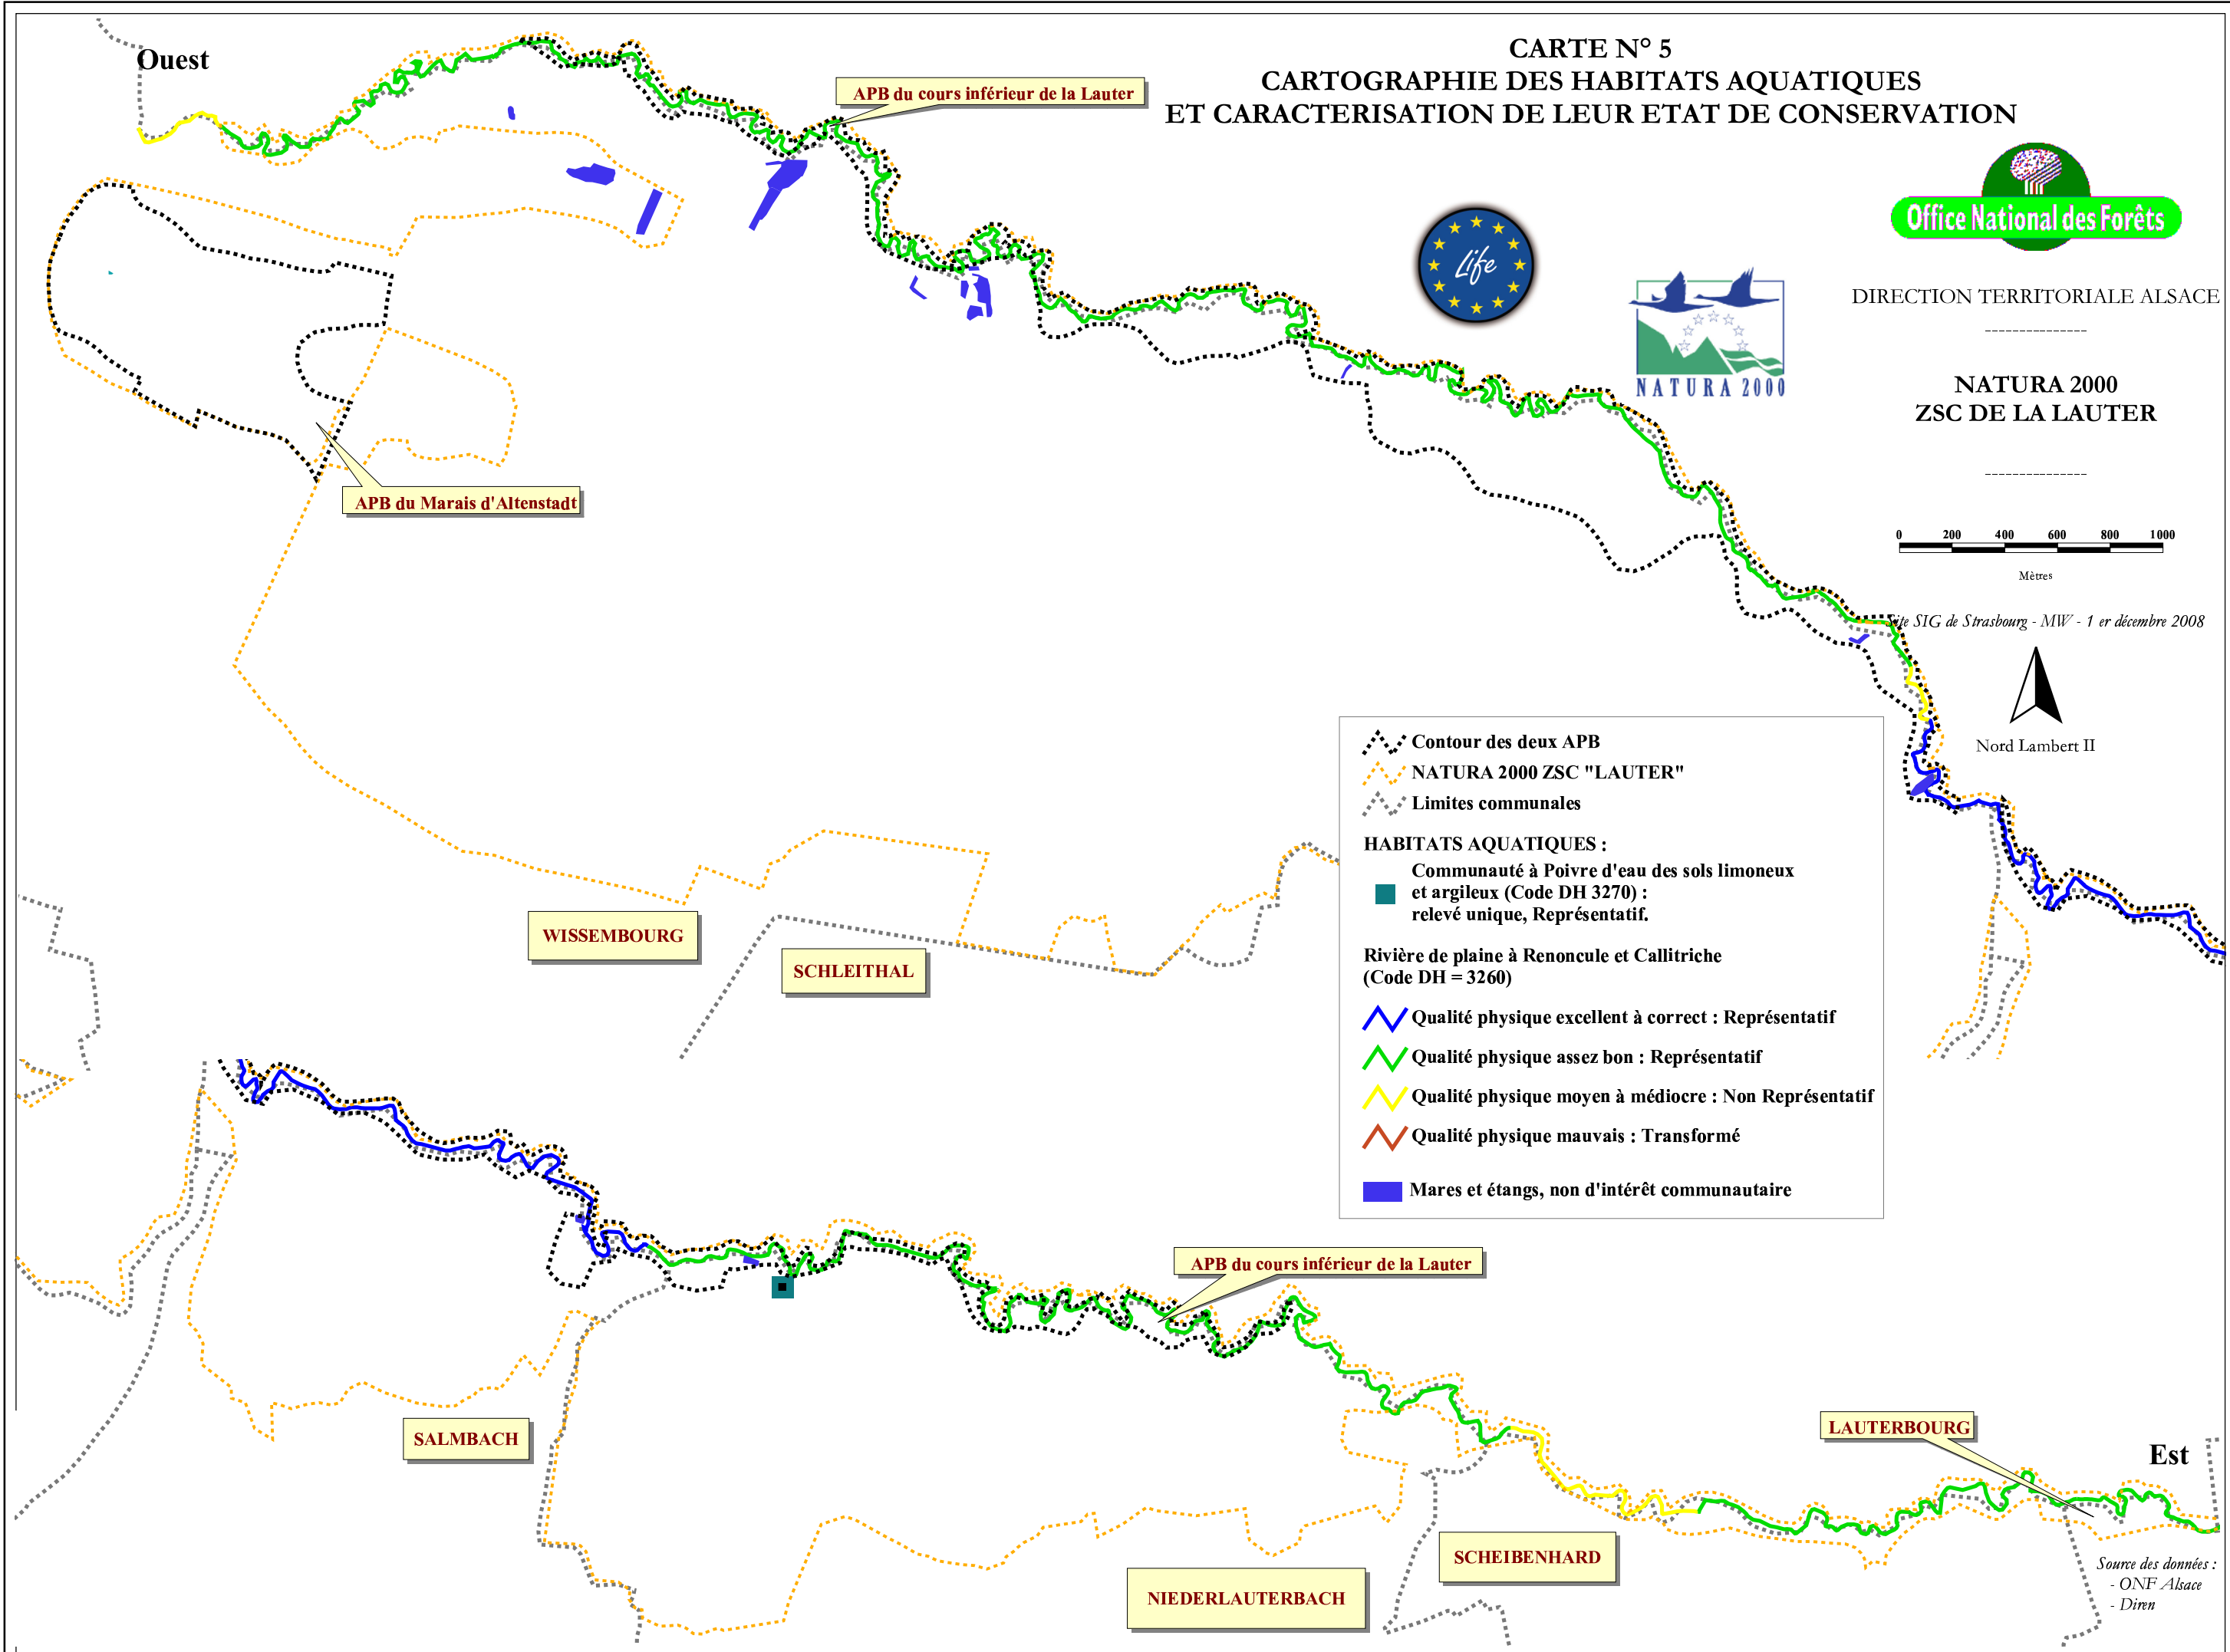 Ouest
CARTE N° 5
CARTOGRAPHIE DES HABITATS AQUATIQUES
ET CARACTERISATION DE LEUR ETAT DE CONSERVATION
APB du cours inférieur de la Lauter
Office National des Forêts
Life
NATURA 2000
DIRECTION TERRITORIALE ALSACE
---------------
NATURA 2000
ZSC DE LA LAUTER
---------------
APB du Marais d'Altenstadt
0 200 400 600 800 1000
Mètres
Site SIG de Strasbourg - MW - 1 er décembre 2008
Nord Lambert II
Contour des deux APB
NATURA 2000 ZSC "LAUTER"
Limites communales
HABITATS AQUATIQUES :
Communauté à Poivre d'eau des sols limoneux
et argileux (Code DH 3270) :
relevé unique, Représentatif.
Rivière de plaine à Renoncule et Callitriche
(Code DH = 3260)
Qualité physique excellent à correct : Représentatif
Qualité physique assez bon : Représentatif
Qualité physique moyen à médiocre : Non Représentatif
Qualité physique mauvais : Transformé
Mares et étangs, non d'intérêt communautaire
WISSEMBOURG
SCHLEITHAL
APB du cours inférieur de la Lauter
SALMBACH
LAUTERBOURG
Est
SCHEIBENHARD
NIEDERLAUTERBACH
Source des données :
- ONF Alsace
- Diren